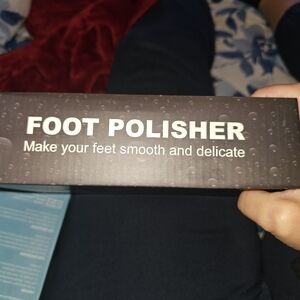 FOOT POLISHER
Make your feet smooth and delicate